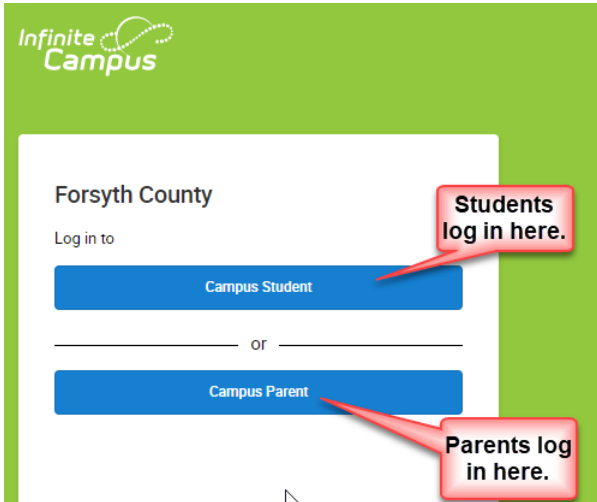 Infinite
Campus
Forsyth County
Students
log in here.
Log in to
Campus Student
or
Campus Parent
Parents log
in here.